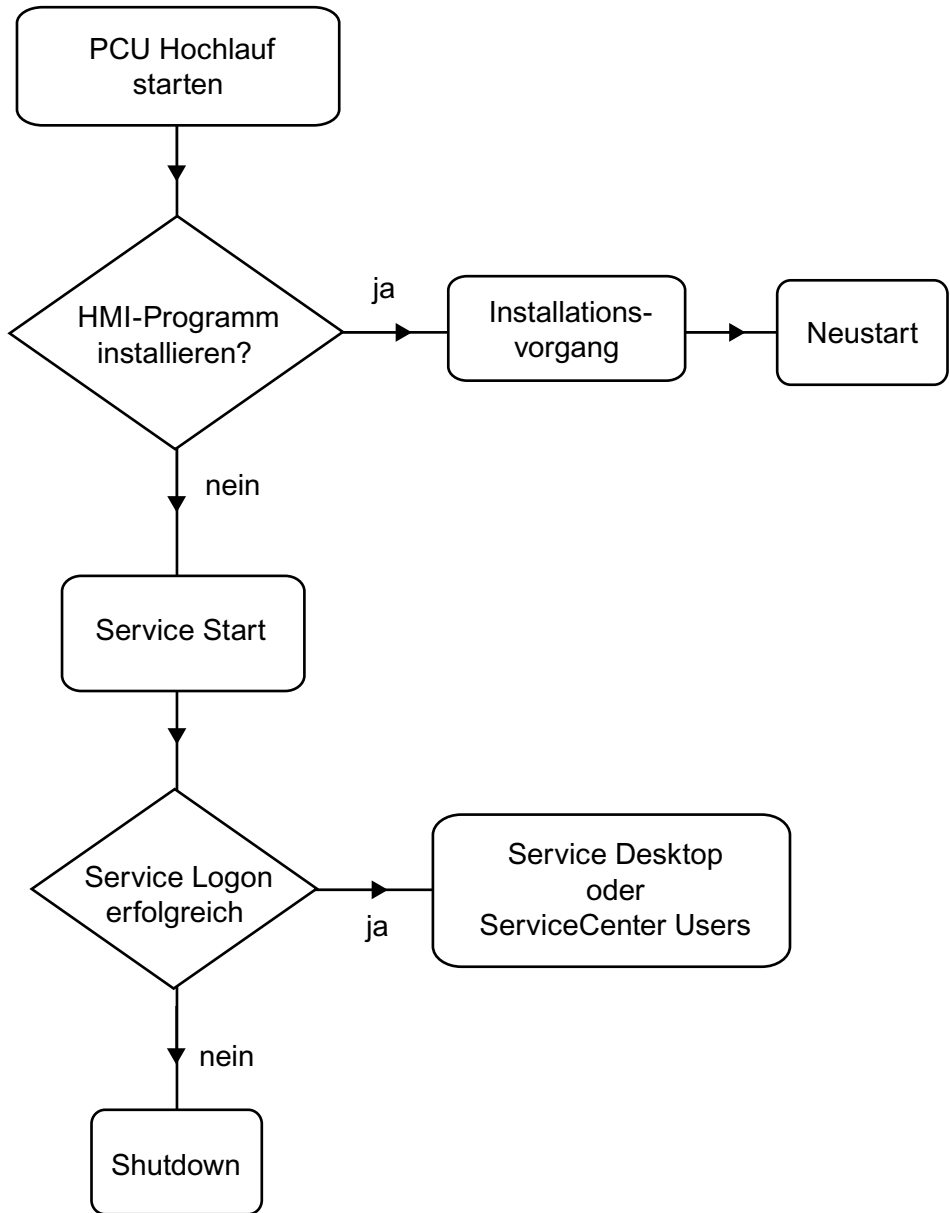 PCU Hochlauf
starten
HMI-Programm
installieren?
ja
Installations-
vorgang
Neustart
nein
Service Start
Service Logon
erfolgreich
ja
Service Desktop
oder
ServiceCenter Users
nein
Shutdown